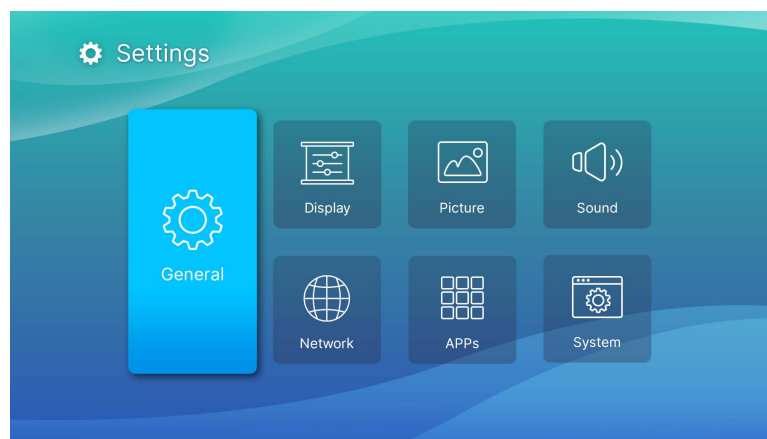 Settings
General
Display
Picture
Sound
Network
APPs
System